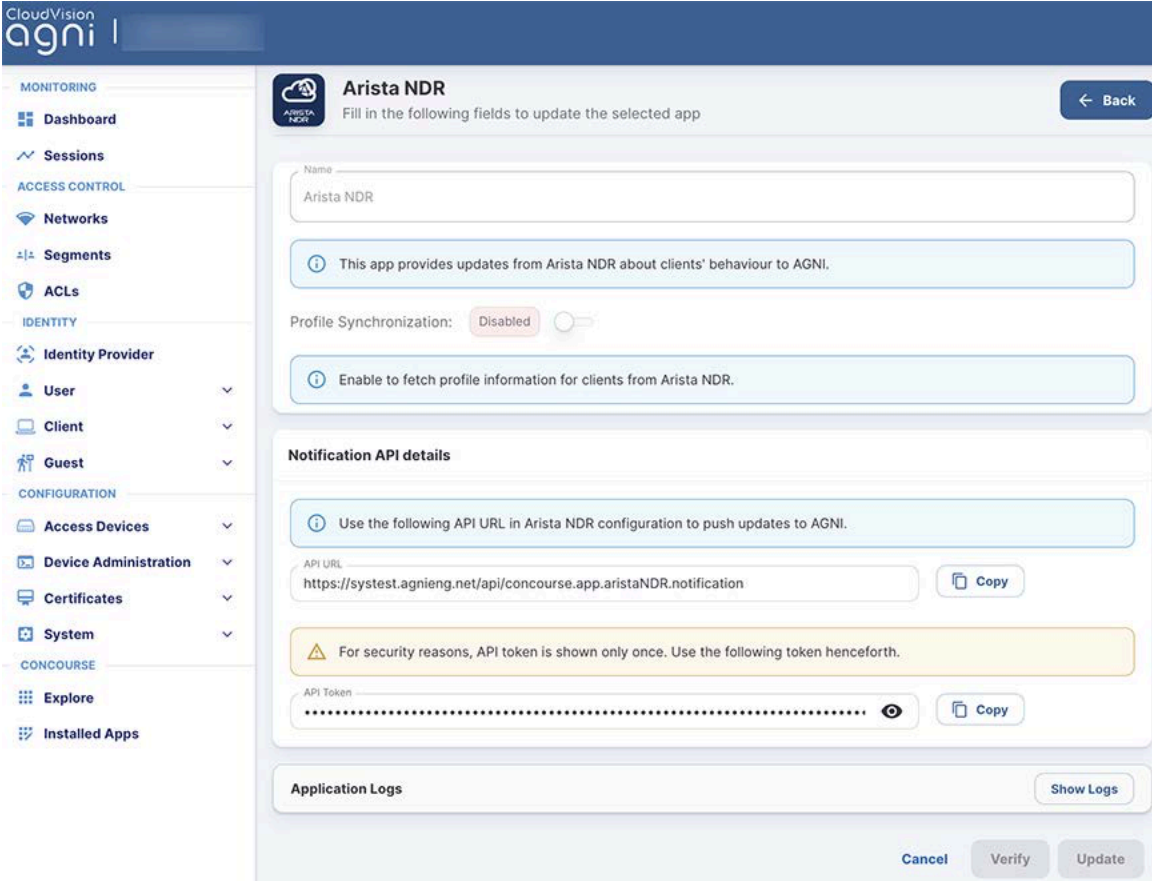 CloudVision
agni
MONITORING
Dashboard
Sessions
ACCESS CONTROL
Networks
Segments
ACLs
IDENTITY
Identity Provider
User
Client
Guest
CONFIGURATION
Access Devices
Device Administration
Certificates
System
CONCOURSE
Explore
Installed Apps
ARISTA
NDR
Arista NDR
Fill in the following fields to update the selected app
← Back
Name
Arista NDR
This app provides updates from Arista NDR about clients' behaviour to AGNI.
Profile Synchronization: Disabled
Enable to fetch profile information for clients from Arista NDR.
Notification API details
Use the following API URL in Arista NDR configuration to push updates to AGNI.
API URL
https://systest.agnieng.net/api/concourse.app.aristaNDR.notification
Copy
For security reasons, API token is shown only once. Use the following token henceforth.
API Token
Copy
Application Logs
Show Logs
Cancel Verify Update